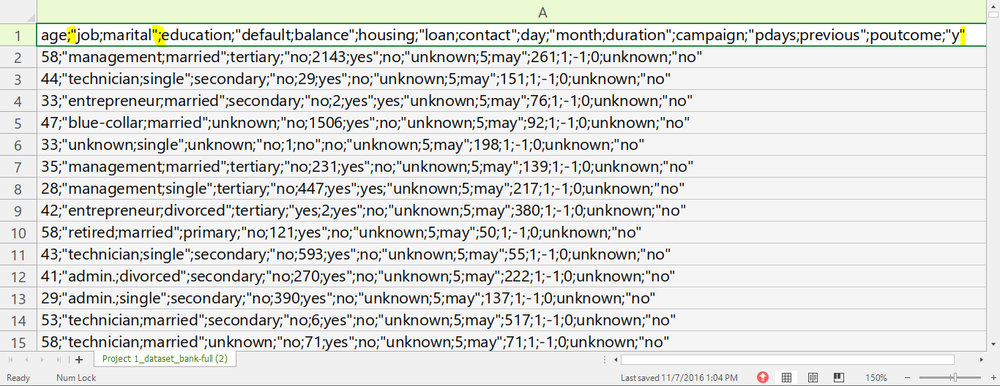 A
1 age;"job;marital";education;"default;balance";housing;"loan;contact";day;"month;duration";campaign;"pdays;previous";poutcome;"y"
2 58;"management;married";tertiary;"no;2143;yes";no;"unknown;5;may";261;1;-1;0;unknown;"no"
3 44;"technician;single";secondary;"no;29;yes";no;"unknown;5;may";151;1;-1;0;unknown;"no"
4 33;"entrepreneur;married";secondary;"no;2;yes";yes;"unknown;5;may";76;1;-1;0;unknown;"no"
5 47;"blue-collar;married";unknown;"no;1506;yes";no;"unknown;5;may";92;1;-1;0;unknown;"no"
6 33;"unknown;single";unknown;"no;1;no";no;"unknown;5;may";198;1;-1;0;unknown;"no"
7 35;"management;married";tertiary;"no;231;yes";no;"unknown;5;may";139;1;-1;0;unknown;"no"
8 28;"management;single";tertiary;"no;447;yes";yes;"unknown;5;may";217;1;-1;0;unknown;"no"
9 42;"entrepreneur;divorced";tertiary;"yes;2;yes";no;"unknown;5;may";380;1;-1;0;unknown;"no"
10 58;"retired;married";primary;"no;121;yes";no;"unknown;5;may";50;1;-1;0;unknown;"no"
11 43;"technician;single";secondary;"no;593;yes";no;"unknown;5;may";55;1;-1;0;unknown;"no"
12 41;"admin.;divorced";secondary;"no;270;yes";no;"unknown;5;may";222;1;-1;0;unknown;"no"
13 29;"admin.;single";secondary;"no;390;yes";no;"unknown;5;may";137;1;-1;0;unknown;"no"
14 53;"technician;married";secondary;"no;6;yes";no;"unknown;5;may";517;1;-1;0;unknown;"no"
15 58;"technician;married";unknown;"no;71;yes";no;"unknown;5;may";71;1;-1;0;unknown;"no"
Project 1_dataset_bank-full (2)
Ready Num Lock Last saved 11/7/2016 1:04 PM 150%